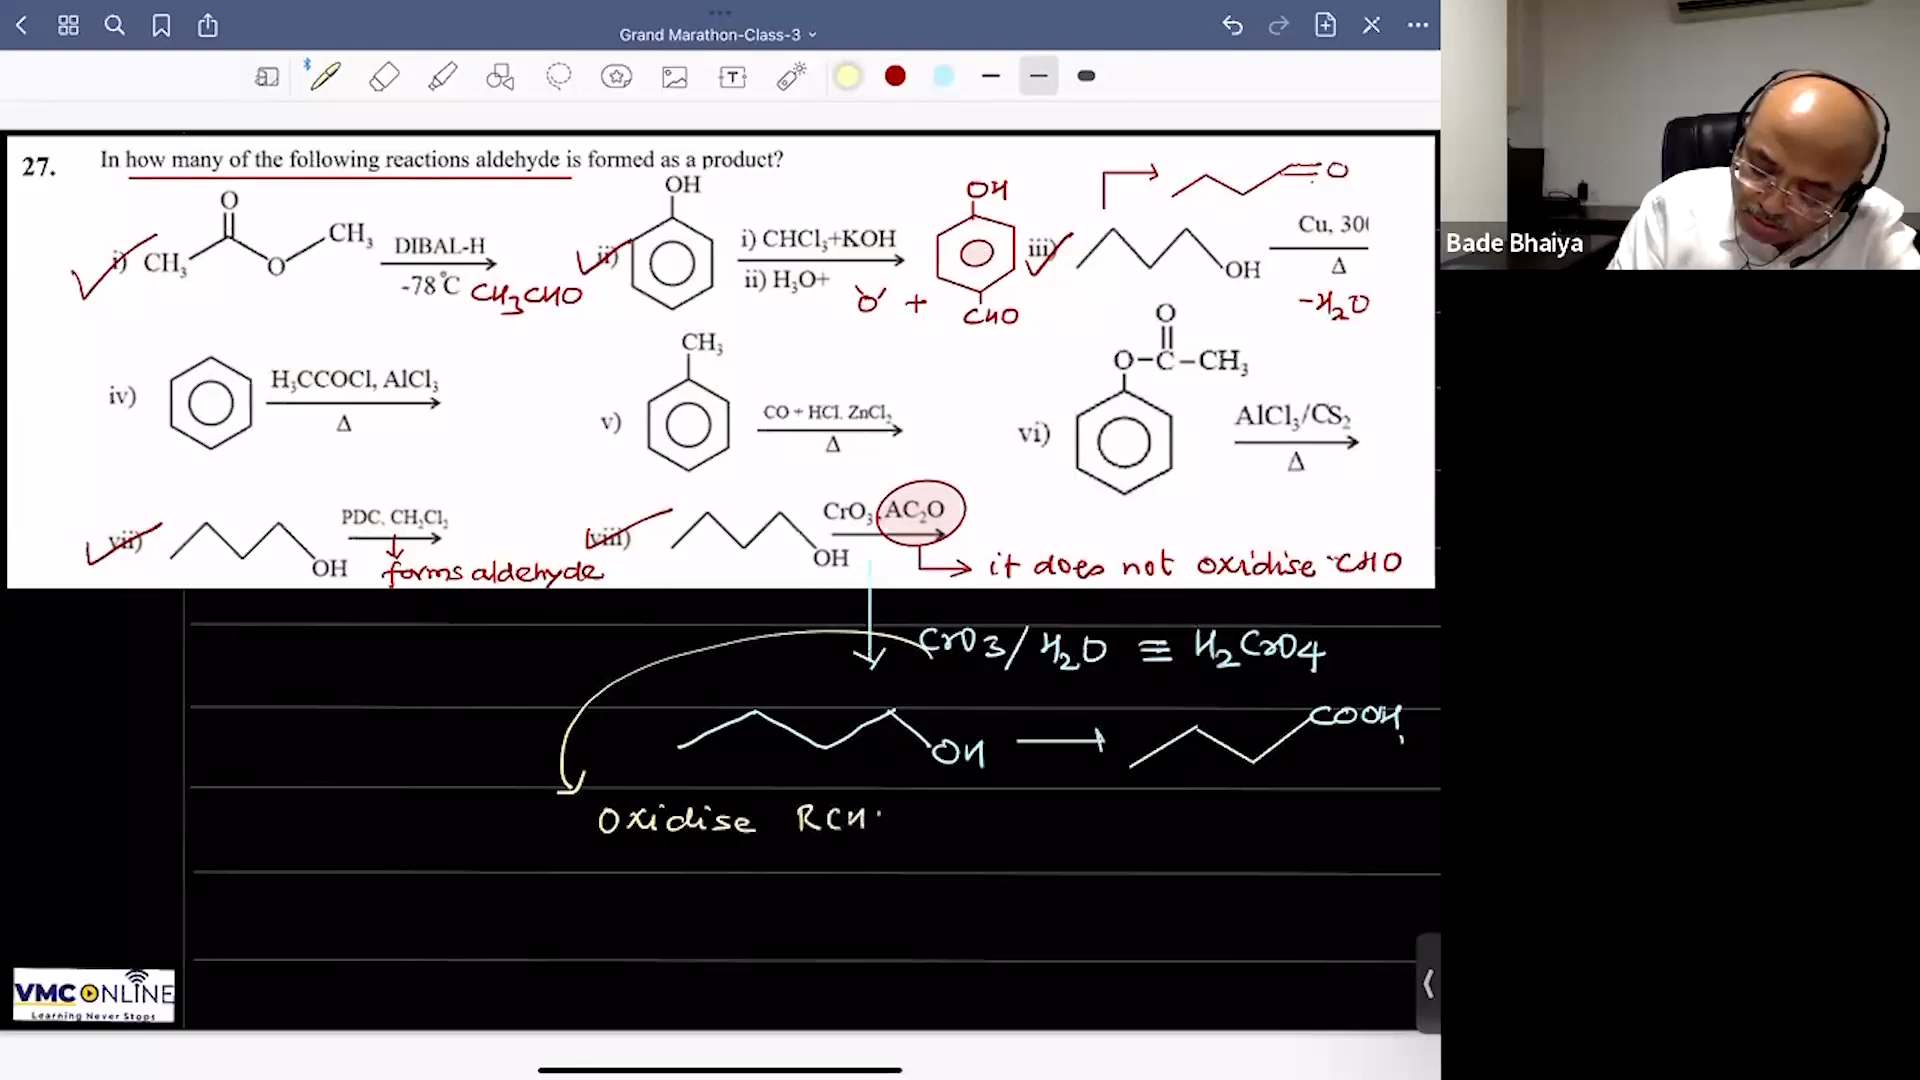 Grand Marathon-Class-3
27. In how many of the following reactions aldehyde is formed as a product?
i) CH3 O O CH3 DIBAL-H -78°C CH3CHO
ii) OH i) CHCl3+KOH ii) H3O+ 'O' + OH CHO
iii) OH Cu, 30 Δ -H2O O
iv) H3CCOCl, AlCl3 Δ
v) CH3 CO + HCl, ZnCl2 Δ
vi) O O-C-CH3 AlCl3/CS2 Δ
vii) OH PDC, CH2Cl2 forms aldehyde
viii) OH CrO3, AC2O it does not oxidise -CHO
CrO3/H2O ≡ H2CrO4
OH → COOH
Oxidise RCH
Bade Bhaiya
VMC ONLINE
Learning Never Stops